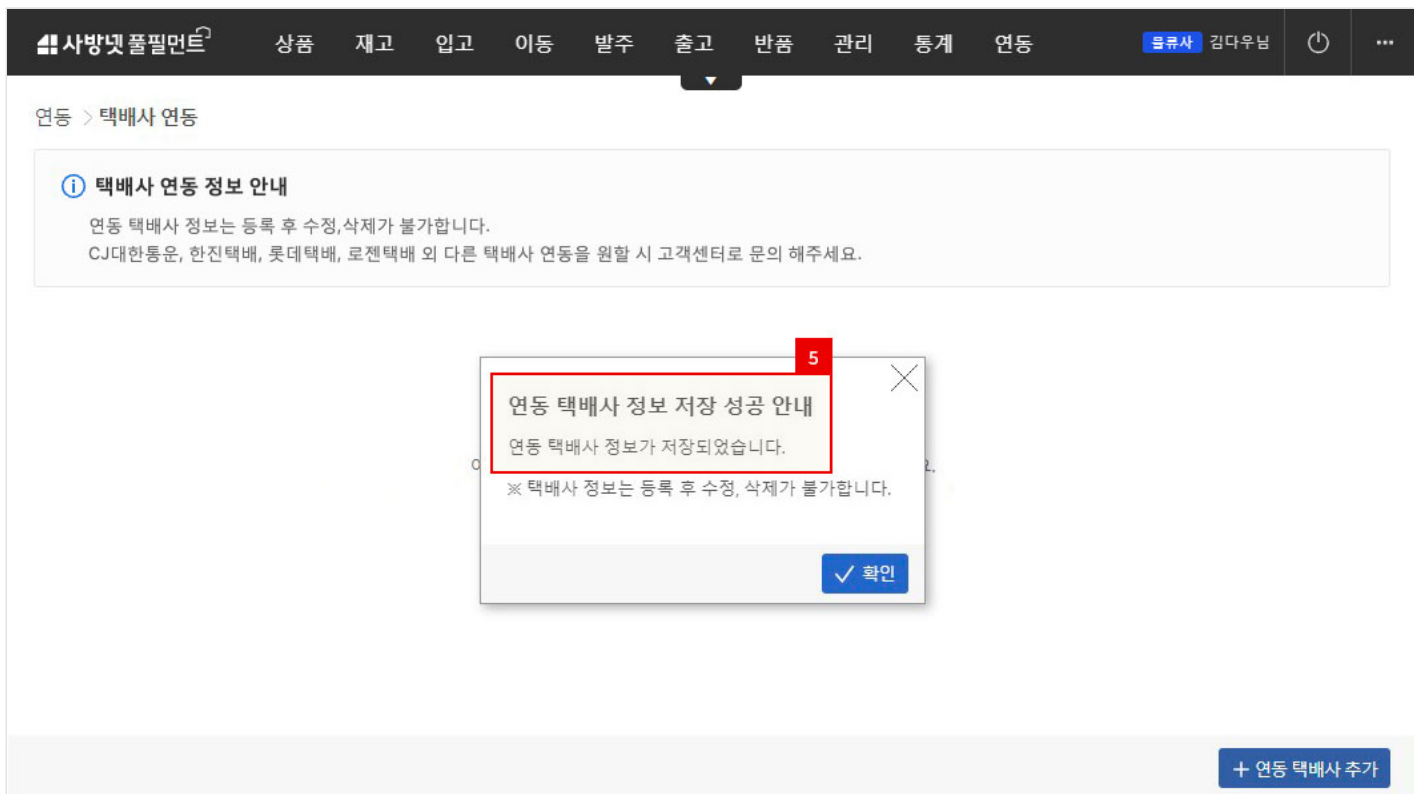 사방넷 풀필먼트 상품 재고 입고 이동 발주 출고 반품 관리 통계 연동 물류사 김다우님 ...
▼
연동 > 택배사 연동
택배사 연동 정보 안내
연동 택배사 정보는 등록 후 수정,삭제가 불가합니다.
CJ대한통운, 한진택배, 롯데택배, 로젠택배 외 다른 택배사 연동을 원할 시 고객센터로 문의 해주세요.
5
연동 택배사 정보 저장 성공 안내
연동 택배사 정보가 저장되었습니다.
※ 택배사 정보는 등록 후 수정, 삭제가 불가합니다.
확인
+ 연동 택배사 추가